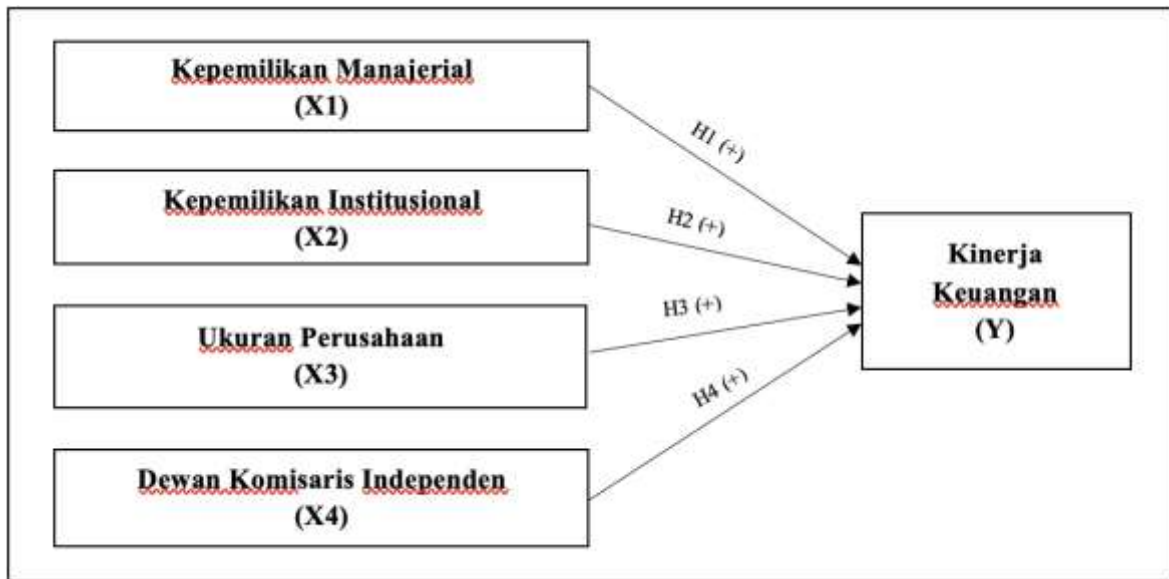 Kepemilikan Manajerial
(X1)
H1 (+)
Kepemilikan Institusional
(X2)
H2 (+)
Kinerja
Keuangan
(Y)
Ukuran Perusahaan
(X3)
H3 (+)
H4 (+)
Dewan Komisaris Independen
(X4)